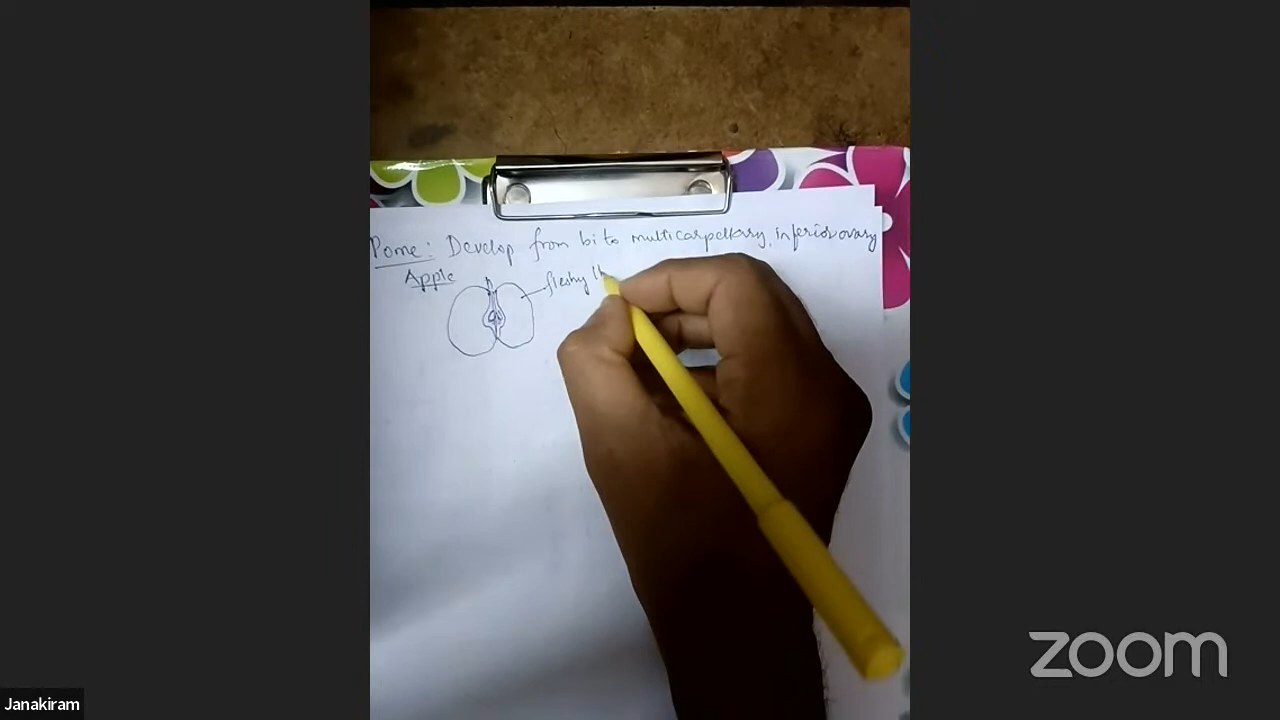 Pome: Develop from bi to multicarpellary, inferior ovary
Apple
fleshy
Janakiram
zoom